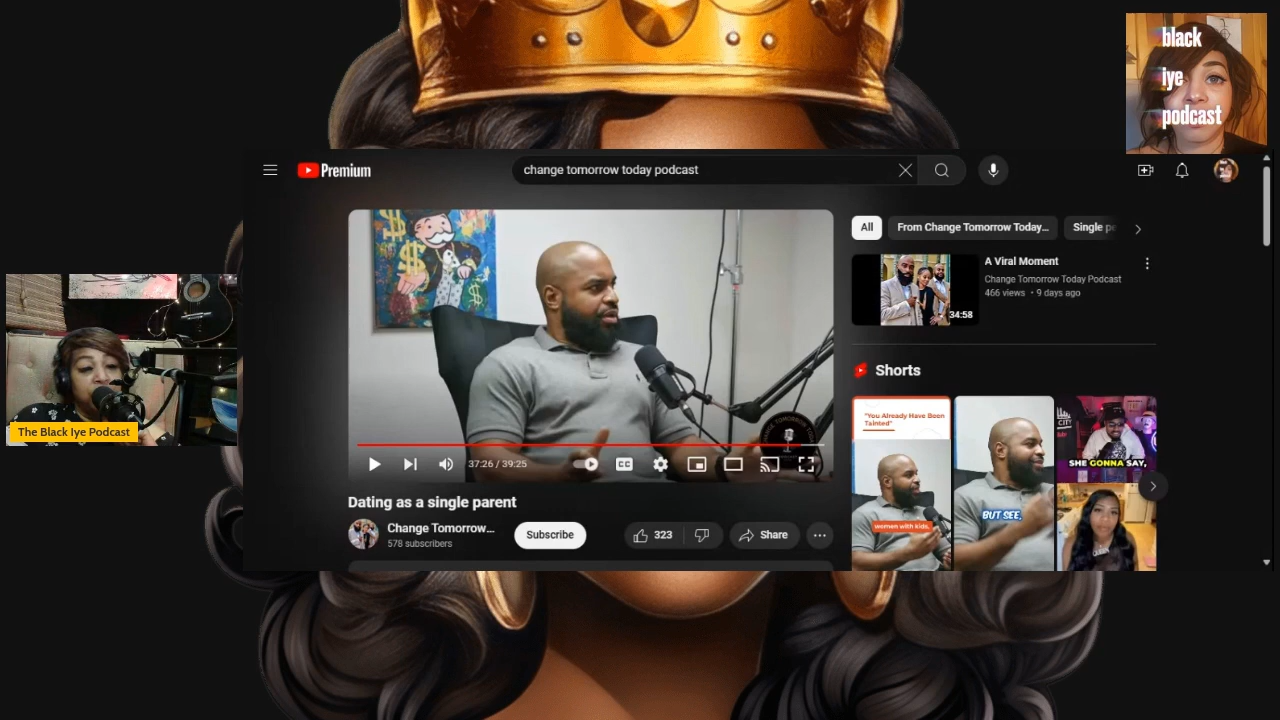 black
iye
podcast
Premium
change tomorrow today podcast
All
From Change Tomorrow Today...
Single
A Viral Moment
Change Tomorrow Today Podcast
466 views • 9 days ago
34:58
Shorts
"You Already Have Been
Tainted"
women with kids,
BUT SEE,
SHE GONNA SAY,
QUEEN
37:26 / 39:25
CC
Dating as a single parent
Change Tomorrow...
578 subscribers
Subscribe
323
Share
The Black Iye Podcast